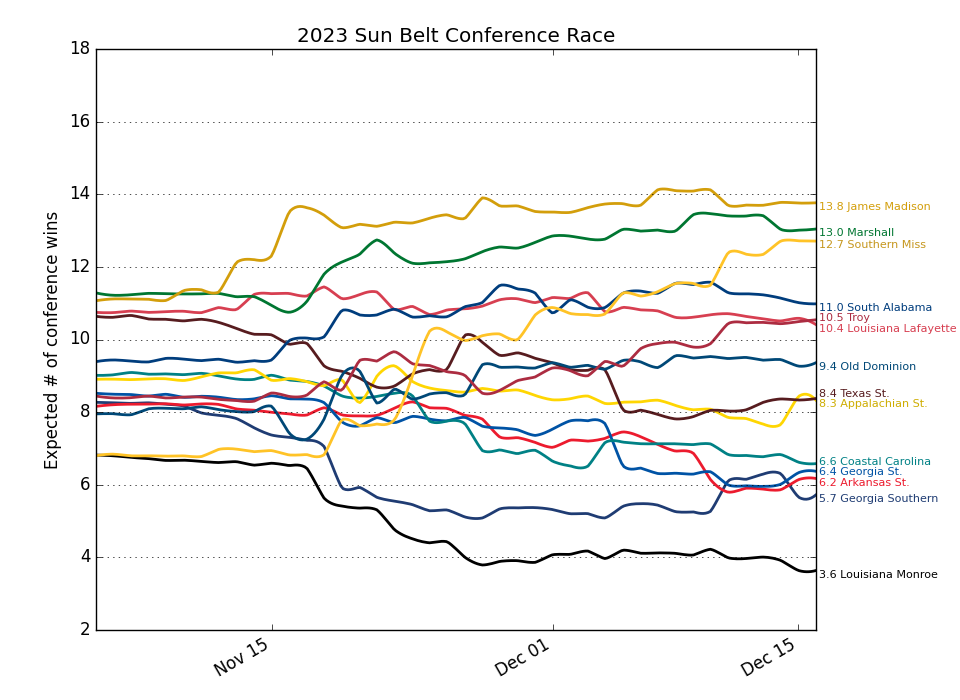 2023 Sun Belt Conference Race
Expected # of conference wins
18
16
14
12
10
8
6
4
2
13.8 James Madison
13.0 Marshall
12.7 Southern Miss
11.0 South Alabama
10.5 Troy
10.4 Louisiana Lafayette
9.4 Old Dominion
8.4 Texas St.
8.3 Appalachian St.
6.6 Coastal Carolina
6.4 Georgia St.
6.2 Arkansas St.
5.7 Georgia Southern
3.6 Louisiana Monroe
Nov 15
Dec 01
Dec 15